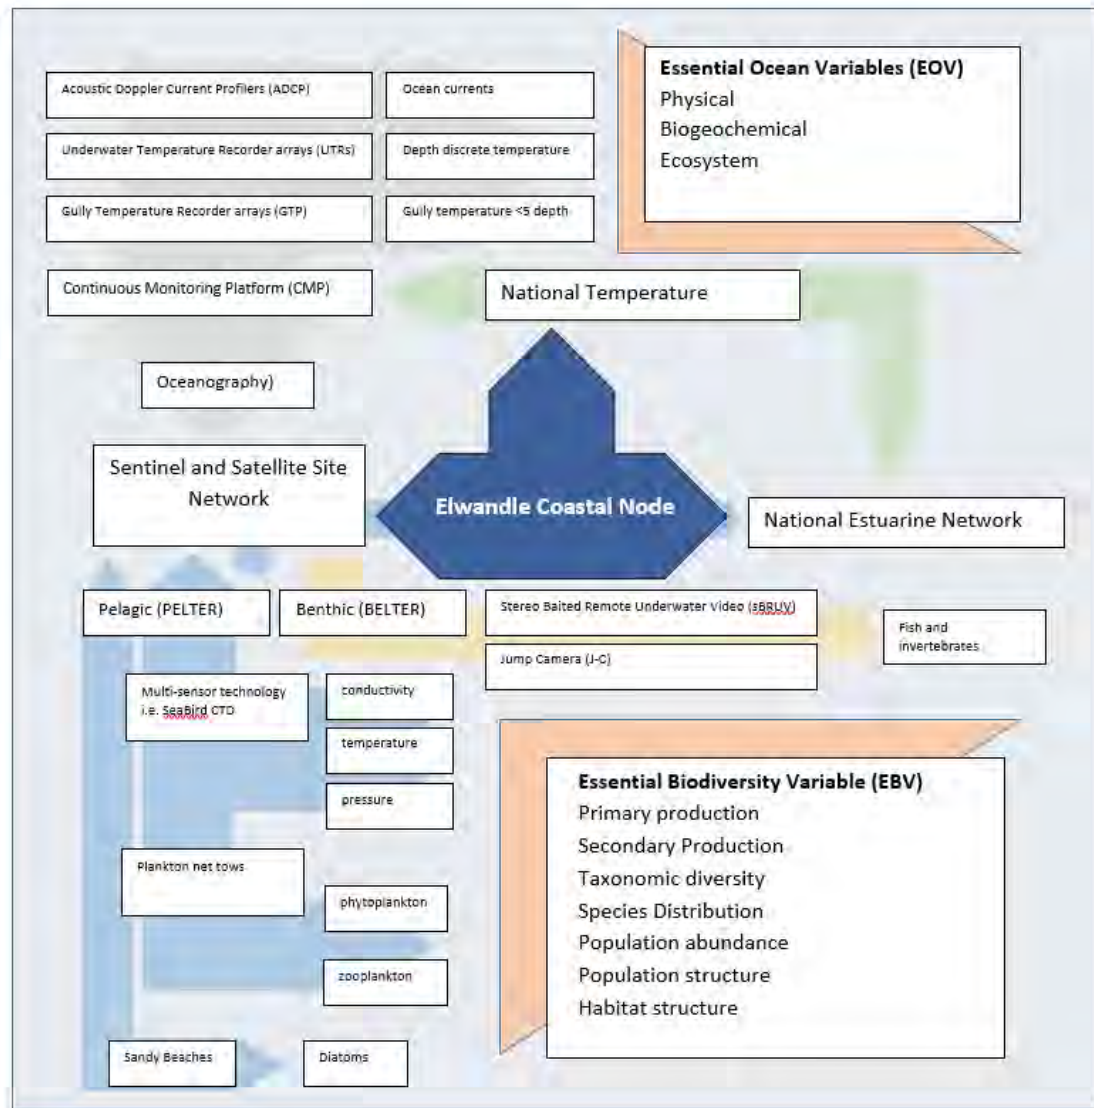 Acoustic Doppler Current Profilers (ADCP)
Ocean currents
Underwater Temperature Recorder arrays (UTRs)
Depth discrete temperature
Gully Temperature Recorder arrays (GTP)
Gully temperature <5 depth
Essential Ocean Variables (EOV)
Physical
Biogeochemical
Ecosystem
Continuous Monitoring Platform (CMP)
National Temperature
Oceanography)
Sentinel and Satellite Site
Network
Elwandle Coastal Node
National Estuarine Network
Pelagic (PELTER)
Benthic (BELTER)
Stereo Baited Remote Underwater Video (sBRUV)
Jump Camera (J-C)
Fish and
invertebrates
Multi-sensor technology
i.e. SeaBird CTD
conductivity
temperature
pressure
Plankton net tows
phytoplankton
zooplankton
Sandy Beaches
Diatoms
Essential Biodiversity Variable (EBV)
Primary production
Secondary Production
Taxonomic diversity
Species Distribution
Population abundance
Population structure
Habitat structure